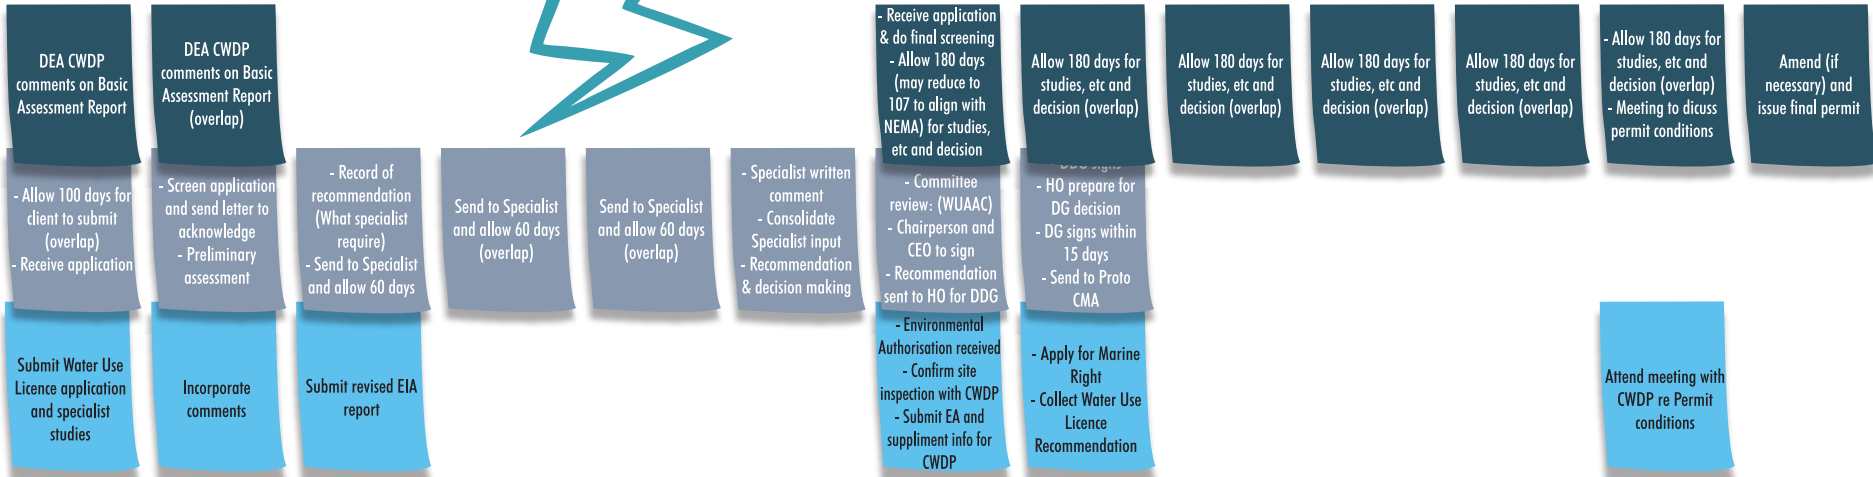 DEA CWDP
comments on Basic
Assessment Report
DEA CWDP
comments on Basic
Assessment Report
(overlap)
- Receive application
& do final screening
- Allow 180 days
(may reduce to
107 to align with
NEMA) for studies,
etc and decision
Allow 180 days for
studies, etc and
decision (overlap)
Allow 180 days for
studies, etc and
decision (overlap)
Allow 180 days for
studies, etc and
decision (overlap)
Allow 180 days for
studies, etc and
decision (overlap)
- Allow 180 days for
studies, etc and
decision (overlap)
- Meeting to dicuss
permit conditions
Amend (if
necessary) and
issue final permit
- Allow 100 days for
client to submit
(overlap)
- Receive application
- Screen application
and send letter to
acknowledge
- Preliminary
assessment
- Record of
recommendation
(What specialist
require)
- Send to Specialist
and allow 60 days
Send to Specialist
and allow 60 days
(overlap)
Send to Specialist
and allow 60 days
(overlap)
- Specialist written
comment
- Consolidate
Specialist input
- Recommendation
& decision making
- Committee
review: (WUAAC)
- Chairperson and
CEO to sign
- Recommendation
sent to HO for DDG
- DDG signs
- HO prepare for
DG decision
- DG signs within
15 days
- Send to Proto
CMA
Submit Water Use
Licence application
and specialist
studies
Incorporate
comments
Submit revised EIA
report
- Environmental
Authorisation received
- Confirm site
inspection with CWDP
- Submit EA and
suppliment info for
CWDP
- Apply for Marine
Right
- Collect Water Use
Licence
Recommendation
Attend meeting with
CWDP re Permit
conditions